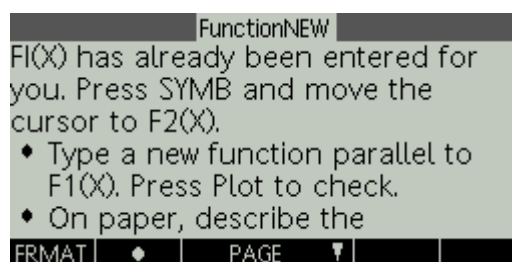 FunctionNEW
FI(X) has already been entered for
you. Press SYMB and move the
cursor to F2(X).
• Type a new function parallel to
F1(X). Press Plot to check.
• On paper, describe the
FRMAT • PAGE ▼